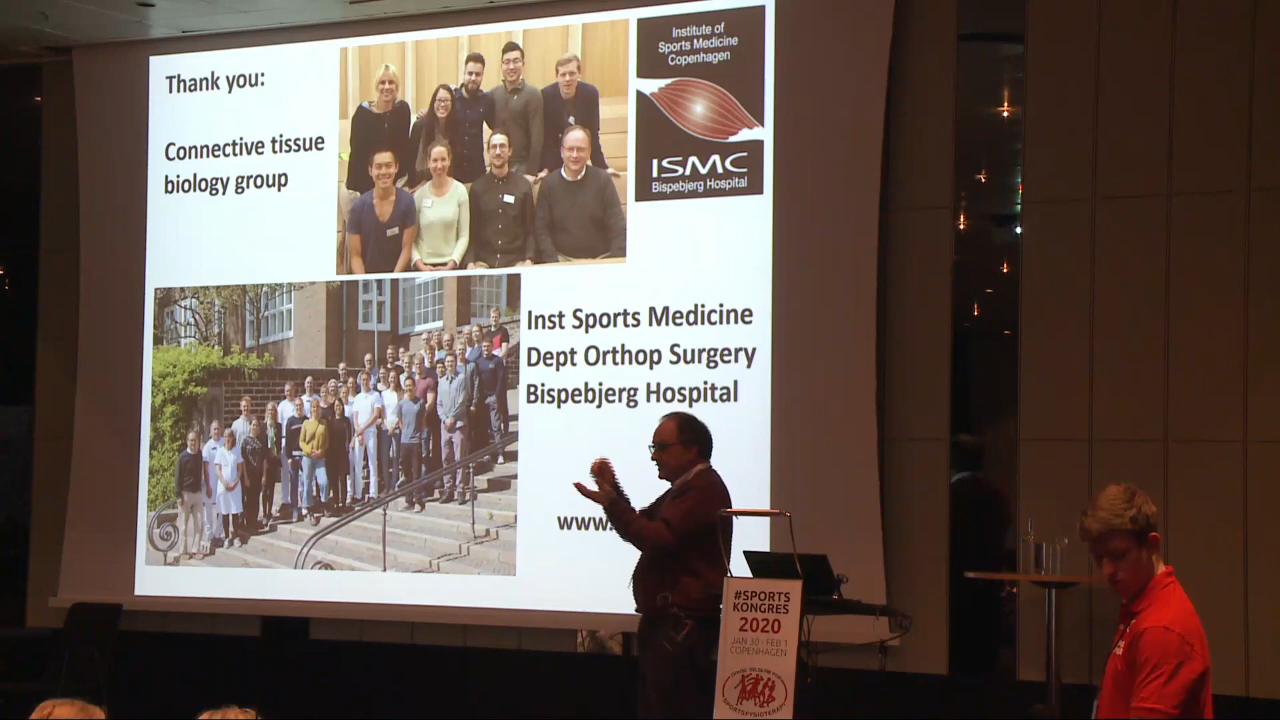 Thank you:
Connective tissue
biology group
Institute of
Sports Medicine
Copenhagen
ISMC
Bispebjerg Hospital
Inst Sports Medicine
Dept Orthop Surgery
Bispebjerg Hospital
www.
#SPORTS
KONGRES
2020
JAN 30 - FEB 1
COPENHAGEN
SPORTSFYSIOTERAPI